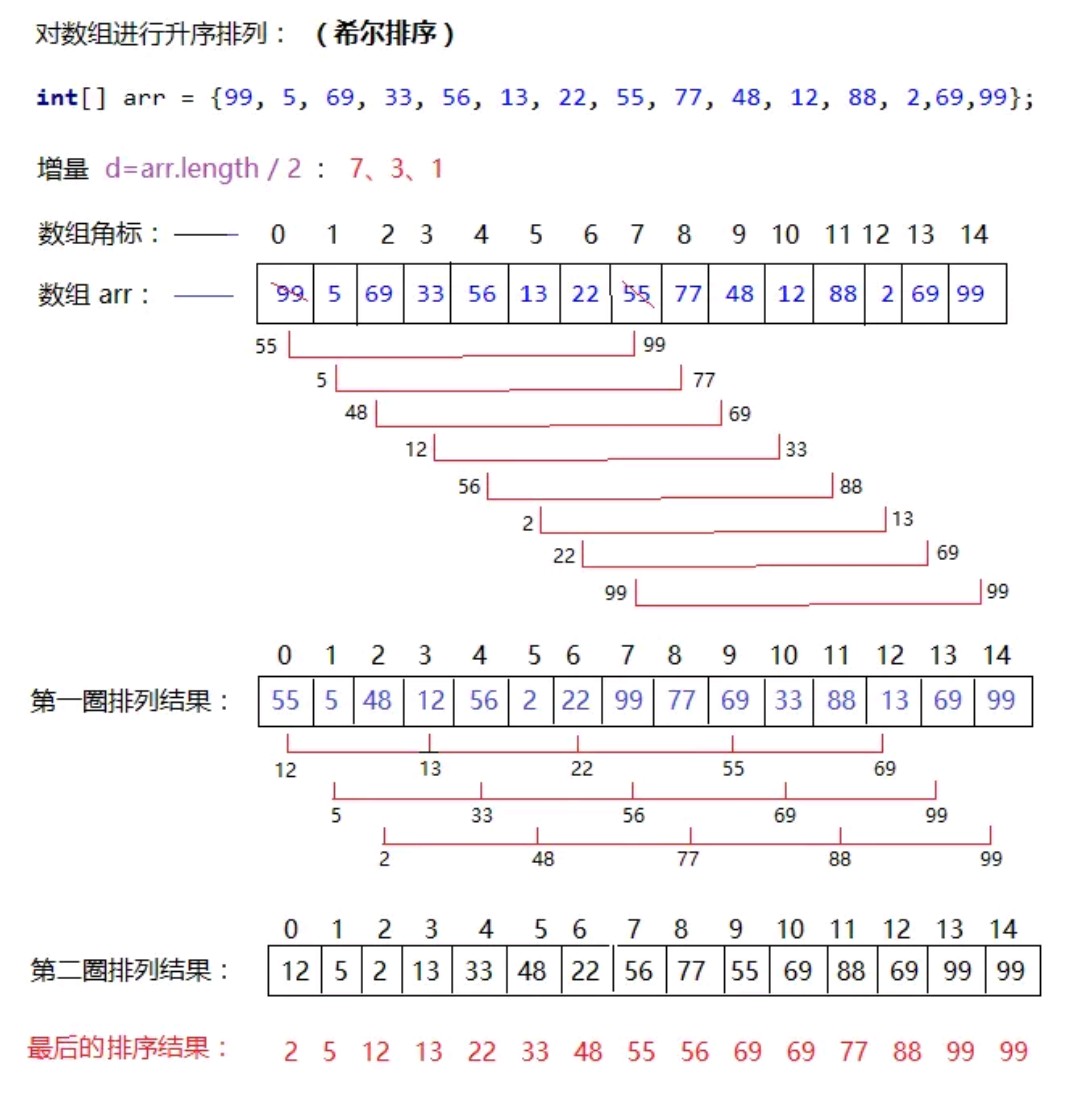 对数组进行升序排列：（希尔排序）
int[] arr = {99, 5, 69, 33, 56, 13, 22, 55, 77, 48, 12, 88, 2,69,99};
增量 d=arr.length / 2 ： 7、3、1
数组角标： 0 1 2 3 4 5 6 7 8 9 10 11 12 13 14
数组 arr： 99 5 69 33 56 13 22 55 77 48 12 88 2 69 99
55 99
5 77
48 69
12 33
56 88
2 13
22 69
99 99
0 1 2 3 4 5 6 7 8 9 10 11 12 13 14
第一圈排列结果： 55 5 48 12 56 2 22 99 77 69 33 88 13 69 99
12 13 22 55 69
5 33 56 69 99
2 48 77 88 99
0 1 2 3 4 5 6 7 8 9 10 11 12 13 14
第二圈排列结果： 12 5 2 13 33 48 22 56 77 55 69 88 69 99 99
最后的排序结果： 2 5 12 13 22 33 48 55 56 69 69 77 88 99 99